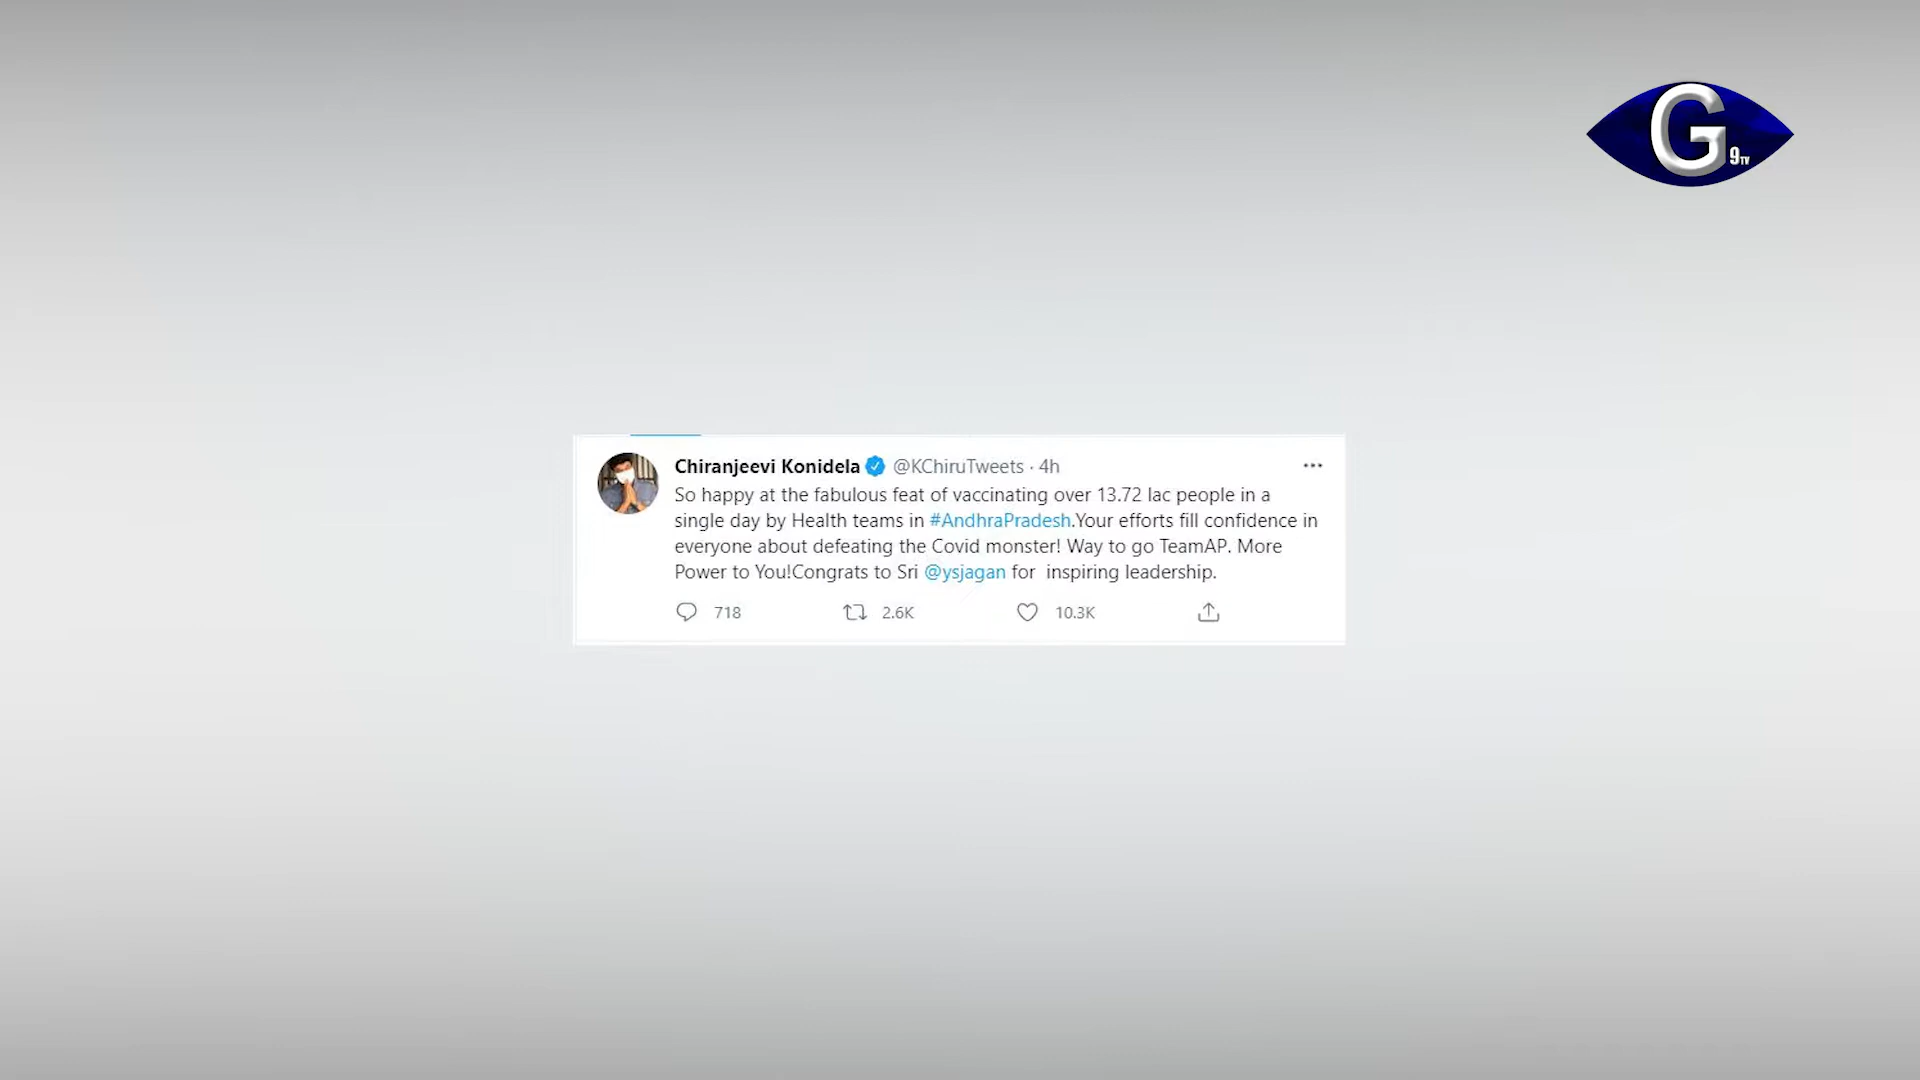 G9TV
Chiranjeevi Konidela @KChiruTweets · 4h
So happy at the fabulous feat of vaccinating over 13.72 lac people in a
single day by Health teams in #AndhraPradesh.Your efforts fill confidence in
everyone about defeating the Covid monster! Way to go TeamAP. More
Power to You!Congrats to Sri @ysjagan for  inspiring leadership.
718 2.6K 10.3K